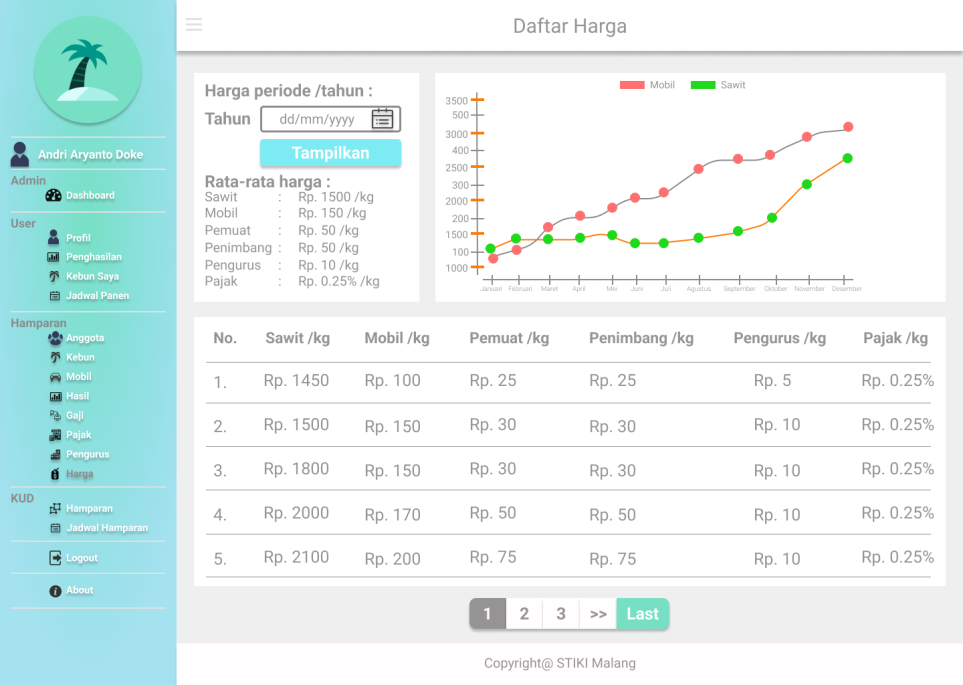 Daftar Harga
Andri Aryanto Doke
Admin
Dashboard
User
Profil
Penghasilan
Kebun Saya
Jadwal Panen
Hamparan
Anggota
Kebun
Mobil
Hasil
Gaji
Pajak
Pengurus
Harga
KUD
Hamparan
Jadwal Hamparan
Logout
About
Harga periode /tahun :
Tahun dd/mm/yyyy
Tampilkan
Rata-rata harga :
Sawit : Rp. 1500 /kg
Mobil : Rp. 150 /kg
Pemuat : Rp. 50 /kg
Penimbang : Rp. 50 /kg
Pengurus : Rp. 10 /kg
Pajak : Rp. 0.25% /kg
Mobil Sawit
3500
500
3000
400
2500
300
2000
200
1500
100
1000
Januari Februari Maret April Mei Juni Juli Agustus September Oktober November Desember
No. Sawit /kg Mobil /kg Pemuat /kg Penimbang /kg Pengurus /kg Pajak /kg
1. Rp. 1450 Rp. 100 Rp. 25 Rp. 25 Rp. 5 Rp. 0.25%
2. Rp. 1500 Rp. 150 Rp. 30 Rp. 30 Rp. 10 Rp. 0.25%
3. Rp. 1800 Rp. 150 Rp. 30 Rp. 30 Rp. 10 Rp. 0.25%
4. Rp. 2000 Rp. 170 Rp. 50 Rp. 50 Rp. 10 Rp. 0.25%
5. Rp. 2100 Rp. 200 Rp. 75 Rp. 75 Rp. 10 Rp. 0.25%
1 2 3 >> Last
Copyright@ STIKI Malang